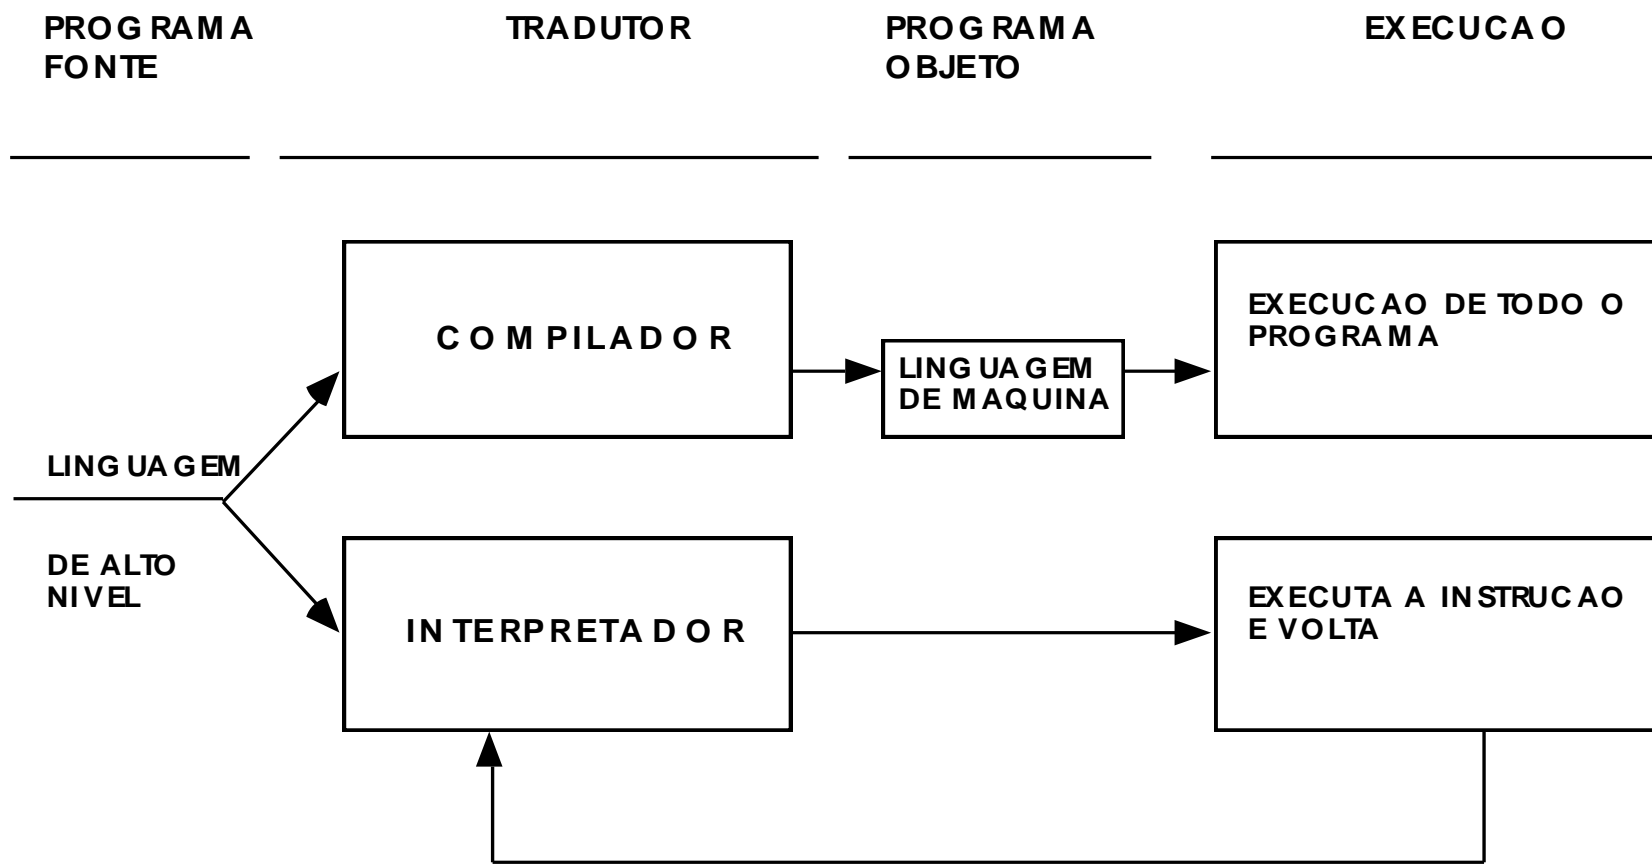 PROGRAMA
FONTE
TRADUTOR
PROGRAMA
OBJETO
EXECUCAO
COMPILADOR
LINGUAGEM
DE MAQUINA
EXECUCAO DE TODO O
PROGRAMA
LINGUAGEM
DE ALTO
NIVEL
INTERPRETADOR
EXECUTA A INSTRUCAO
E VOLTA